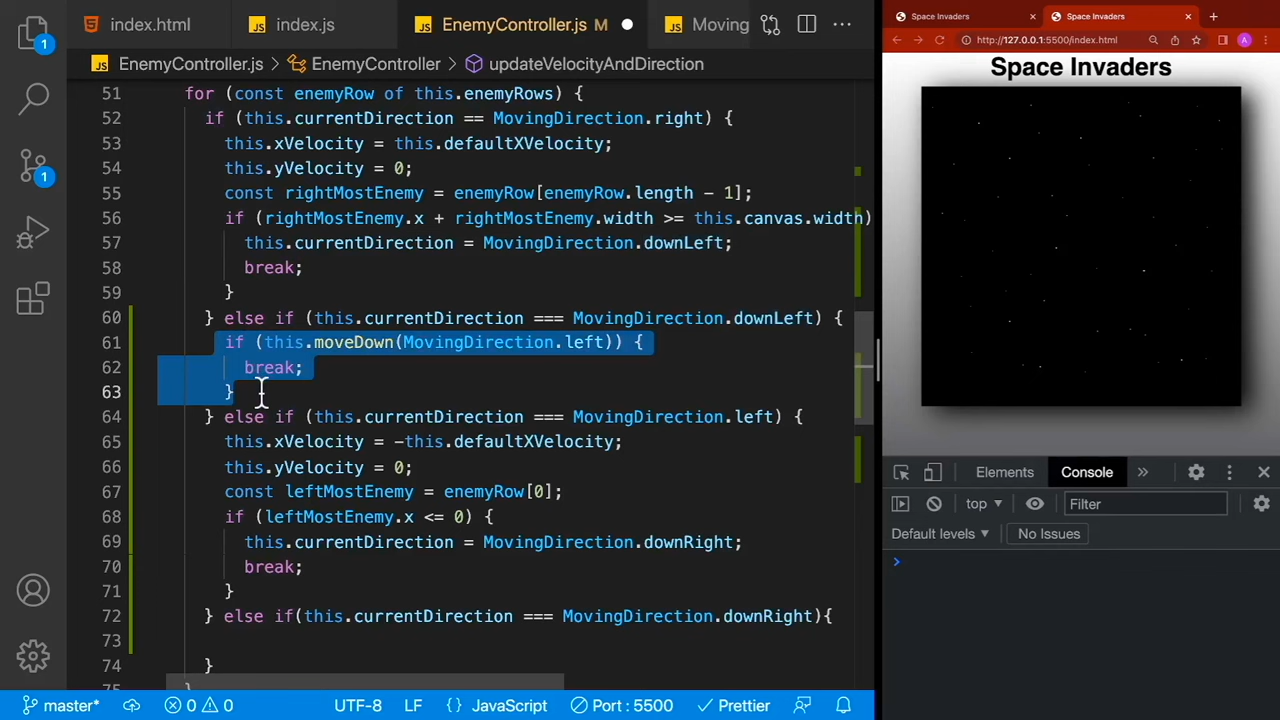 index.html
index.js
EnemyController.js M
Moving
Space Invaders
Space Invaders
http://127.0.0.1:5500/index.html
A
EnemyController.js > EnemyController > updateVelocityAndDirection
51 for (const enemyRow of this.enemyRows) {
52 if (this.currentDirection == MovingDirection.right) {
53 this.xVelocity = this.defaultXVelocity;
54 this.yVelocity = 0;
55 const rightMostEnemy = enemyRow[enemyRow.length - 1];
56 if (rightMostEnemy.x + rightMostEnemy.width >= this.canvas.width)
57 this.currentDirection = MovingDirection.downLeft;
58 break;
59 }
60 } else if (this.currentDirection === MovingDirection.downLeft) {
61 if (this.moveDown(MovingDirection.left)) {
62 break;
63 }
64 } else if (this.currentDirection === MovingDirection.left) {
65 this.xVelocity = -this.defaultXVelocity;
66 this.yVelocity = 0;
67 const leftMostEnemy = enemyRow[0];
68 if (leftMostEnemy.x <= 0) {
69 this.currentDirection = MovingDirection.downRight;
70 break;
71 }
72 } else if(this.currentDirection === MovingDirection.downRight){
73
74 }
75 }
1
1
master*
0 0
UTF-8
LF
{ } JavaScript
Port : 5500
Prettier
Space Invaders
Elements
Console
top
Filter
Default levels
No Issues